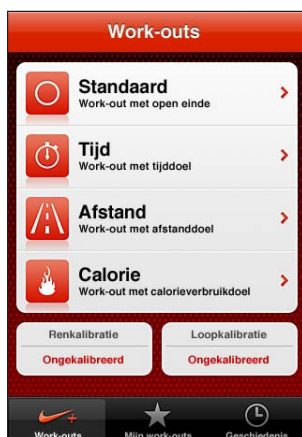 Work-outs
Standaard
Work-out met open einde
Tijd
Work-out met tijddoel
Afstand
Work-out met afstanddoel
Calorie
Work-out met calorieverbruikdoel
Renkalibratie
Loopkalibratie
Ongekalibreerd
Ongekalibreerd
Work-outs
Mijn work-outs
Geschiedenis